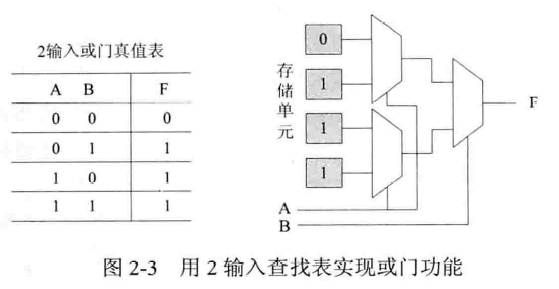 2输入或门真值表
A B F
0 0 0
0 1 1
1 0 1
1 1 1
存储单元
0
1
1
1
A
B
F
图 2-3 用 2 输入查找表实现或门功能